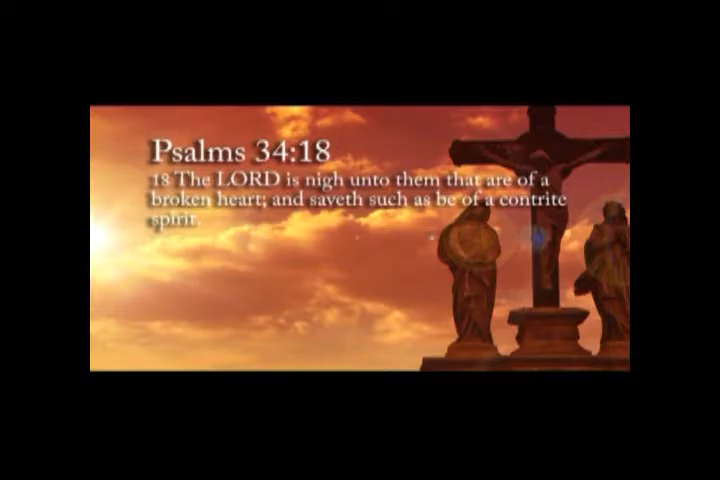 Psalms 34:18
18 The LORD is nigh unto them that are of a
broken heart; and saveth such as be of a contrite
spirit.